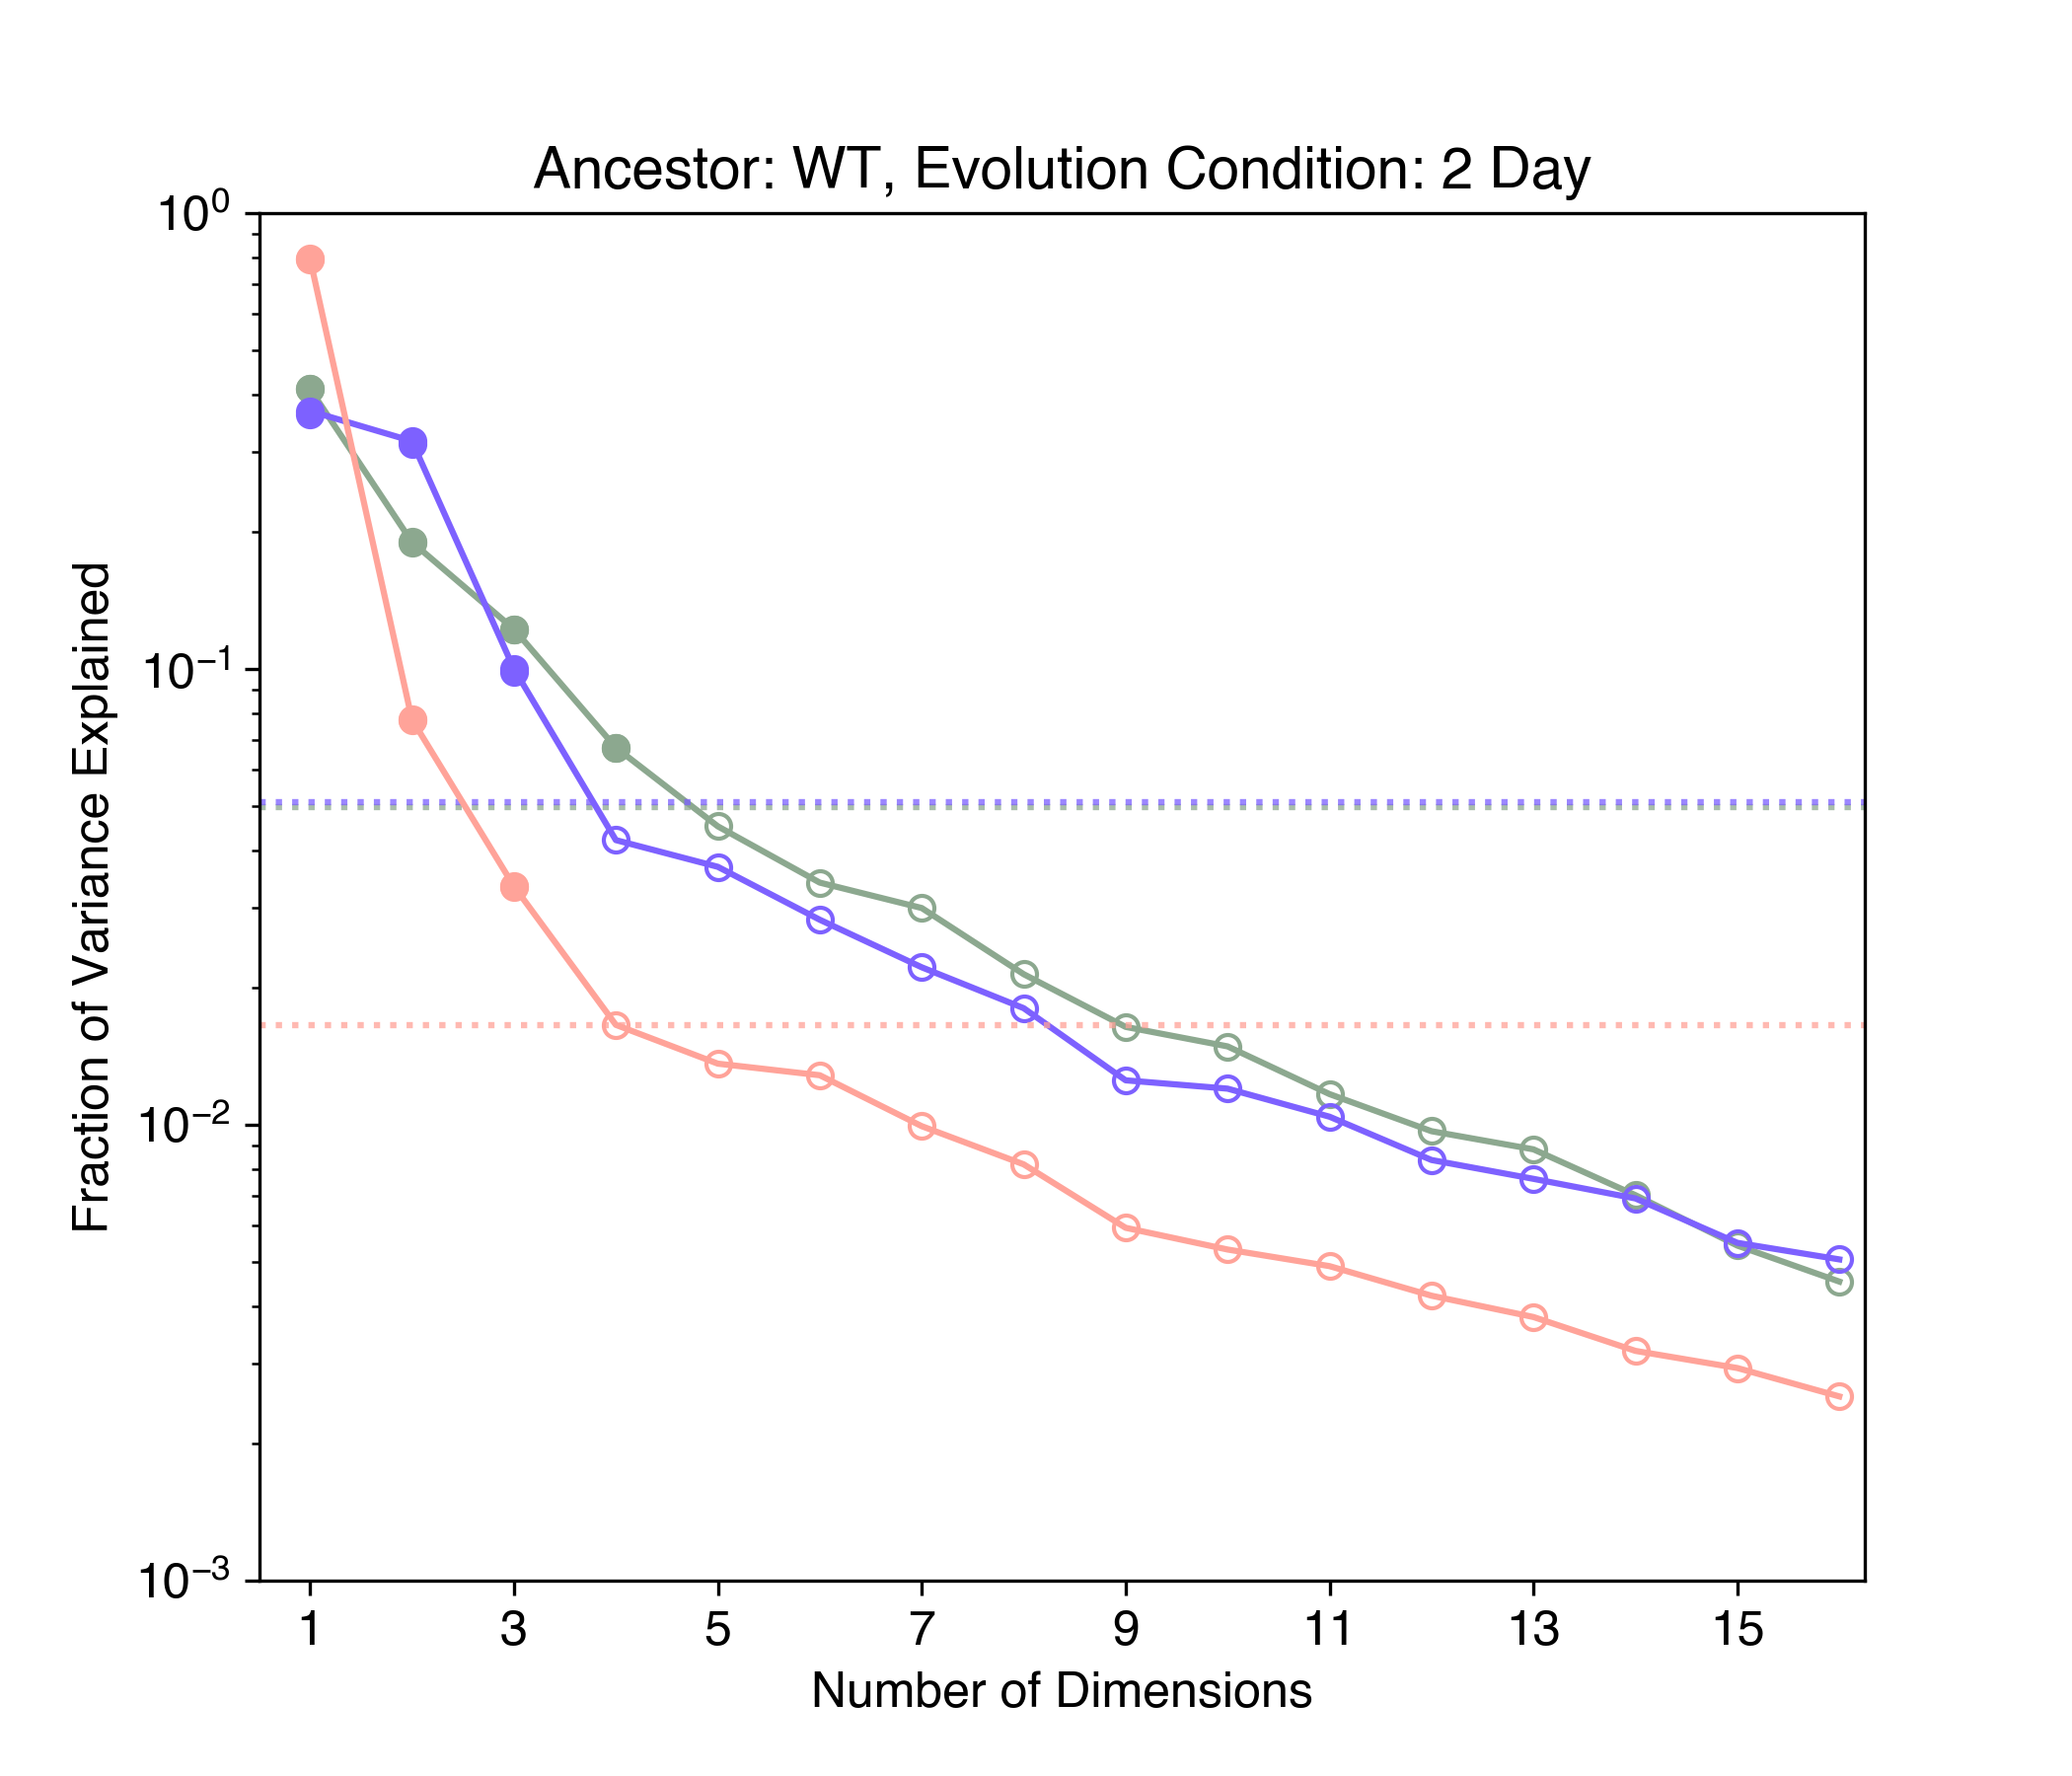 Ancestor: WT, Evolution Condition: 2 Day
10⁰
10⁻¹
10⁻²
10⁻³
Fraction of Variance Explained
1 3 5 7 9 11 13 15
Number of Dimensions